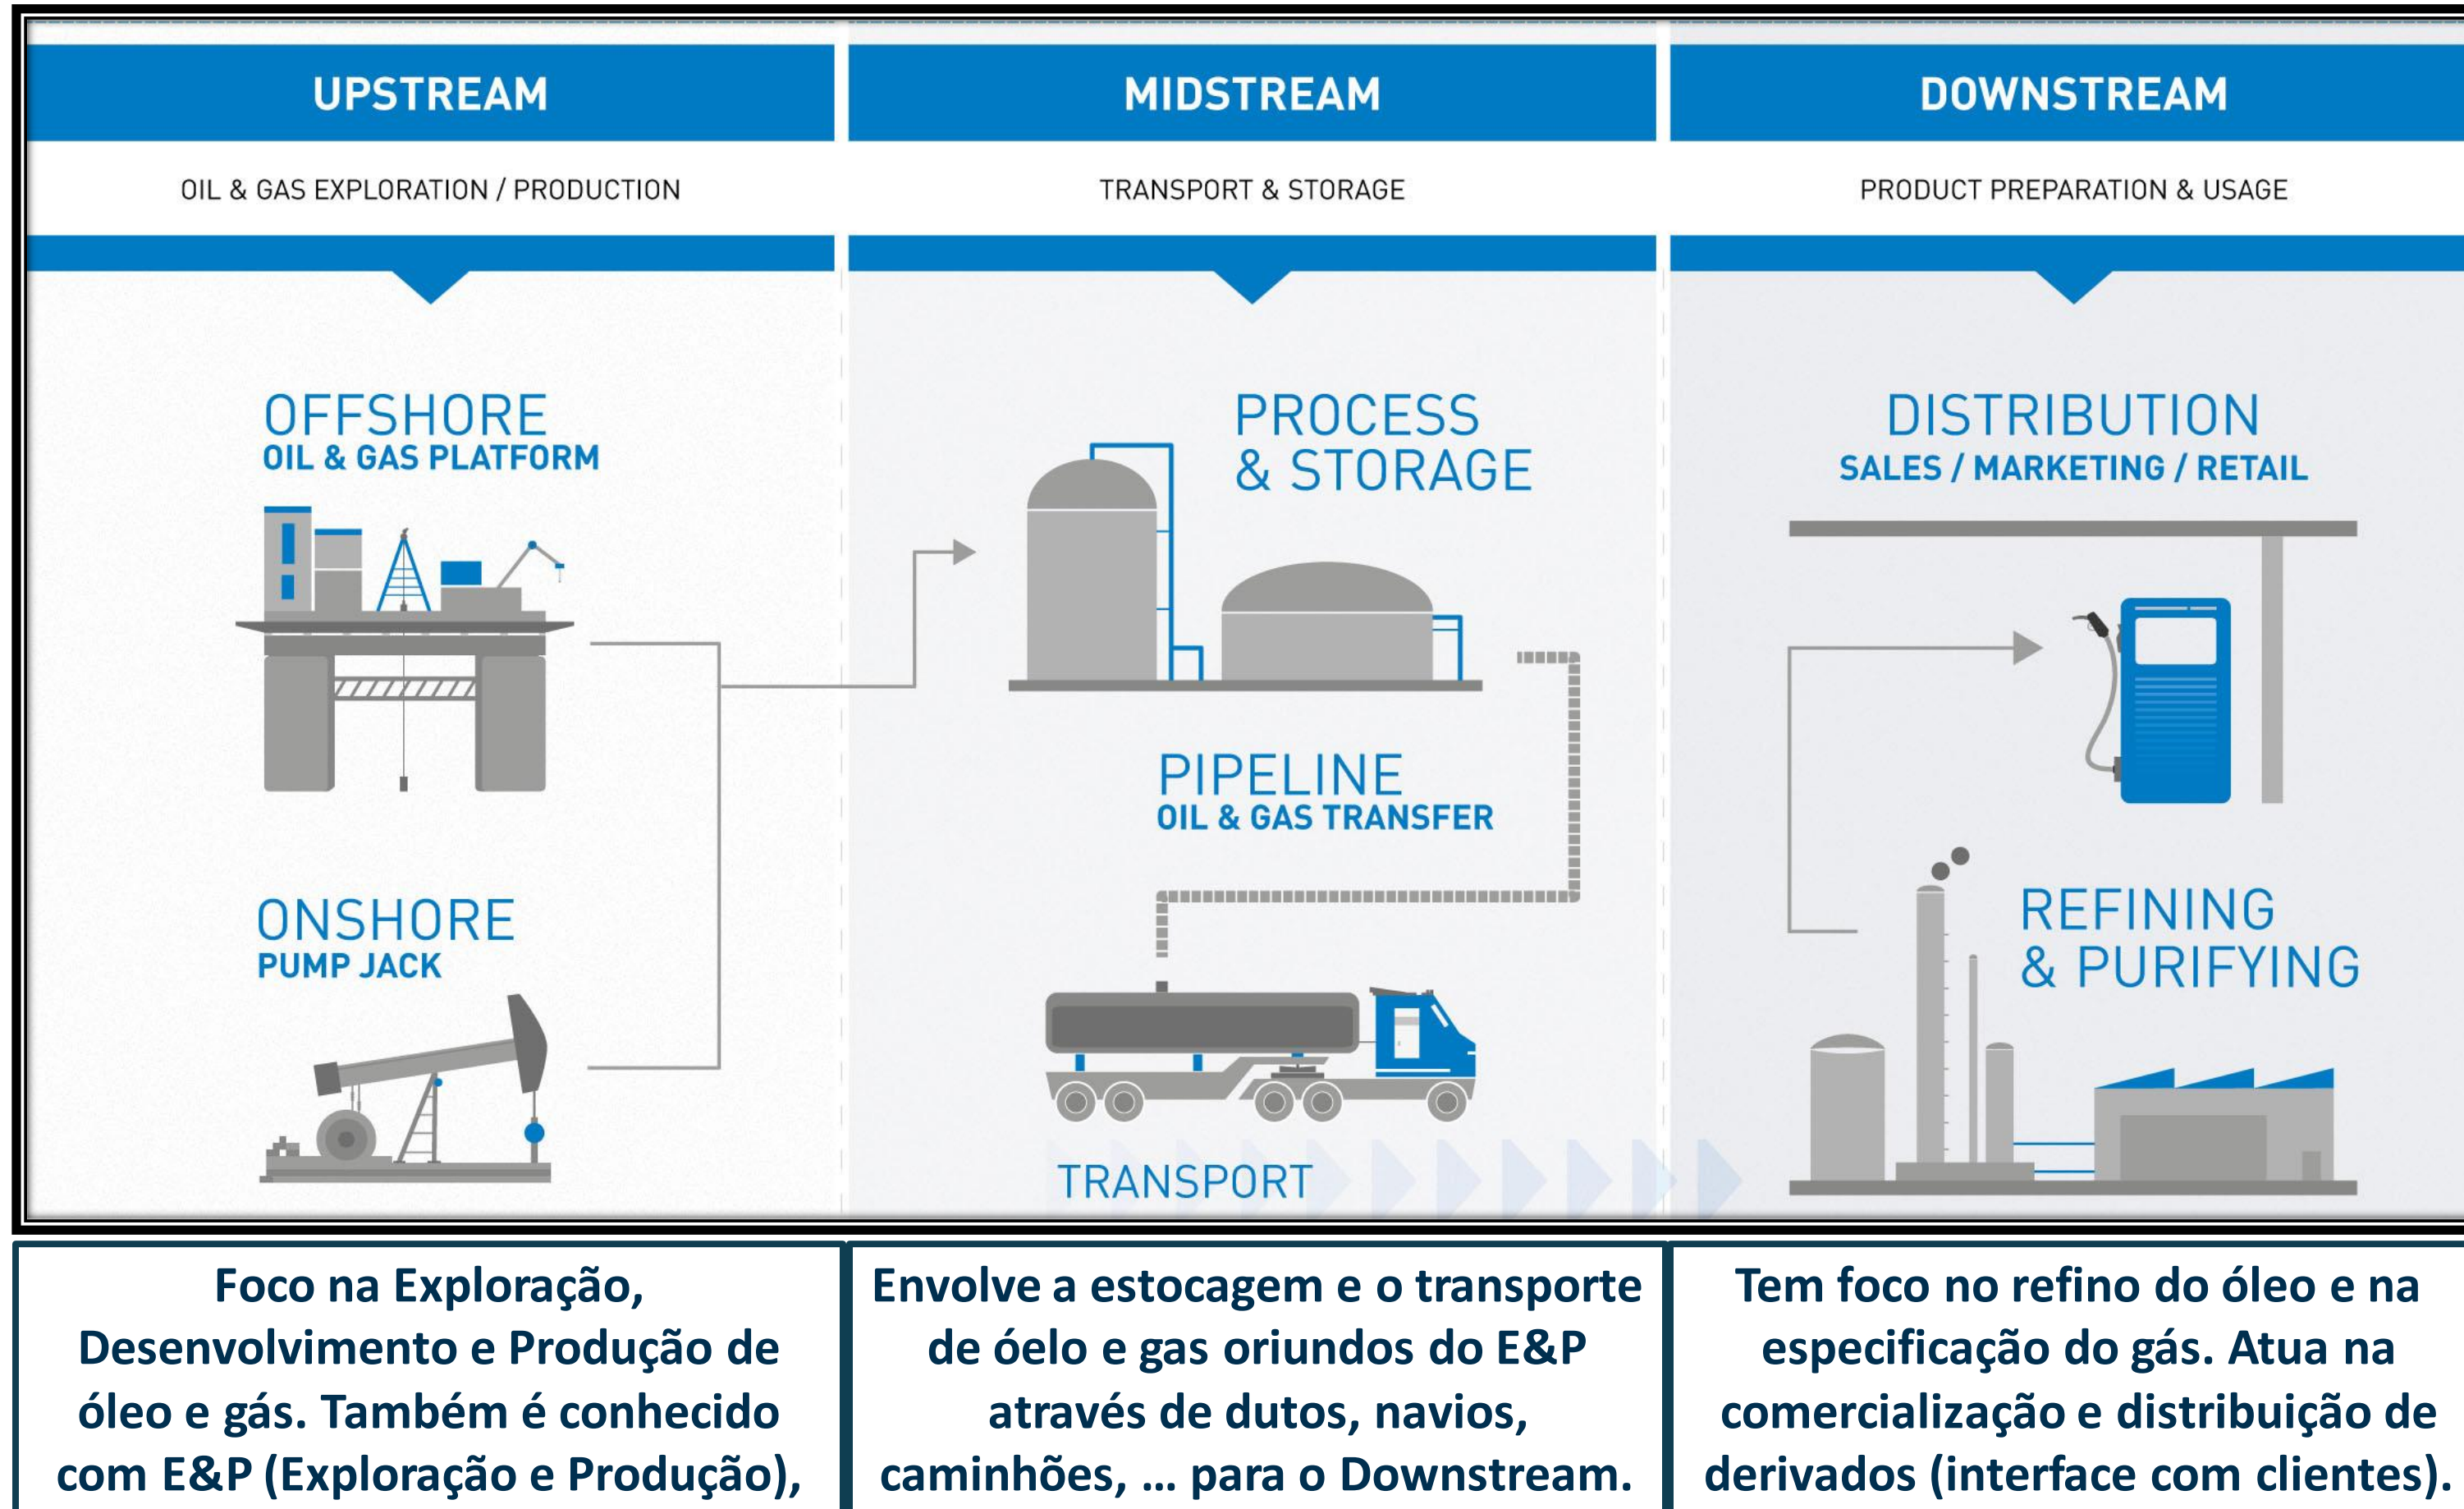 UPSTREAM
OIL & GAS EXPLORATION / PRODUCTION
OFFSHORE
OIL & GAS PLATFORM
ONSHORE
PUMP JACK
MIDSTREAM
TRANSPORT & STORAGE
PROCESS
& STORAGE
PIPELINE
OIL & GAS TRANSFER
TRANSPORT
DOWNSTREAM
PRODUCT PREPARATION & USAGE
DISTRIBUTION
SALES / MARKETING / RETAIL
REFINING
& PURIFYING
Foco na Exploração,
Desenvolvimento e Produção de
óleo e gás. Também é conhecido
com E&P (Exploração e Produção),
Envolve a estocagem e o transporte
de óelo e gas oriundos do E&P
através de dutos, navios,
caminhões, ... para o Downstream.
Tem foco no refino do óleo e na
especificação do gás. Atua na
comercialização e distribuição de
derivados (interface com clientes).